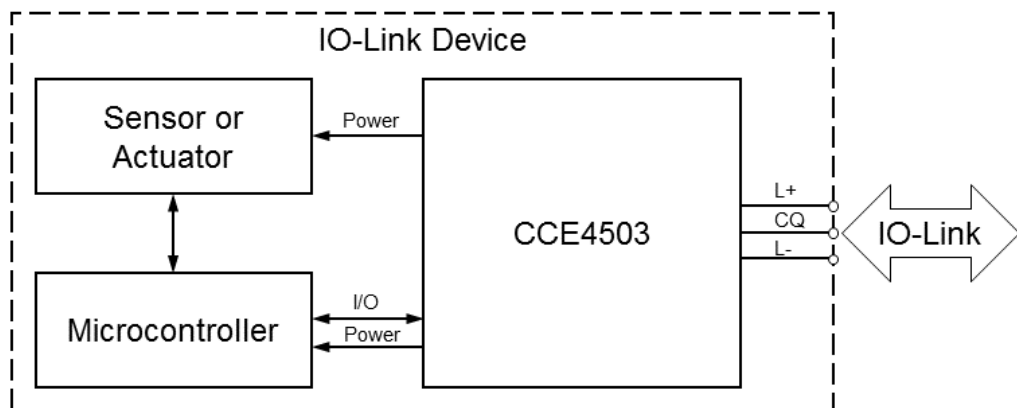 IO-Link Device
Sensor or
Actuator
Power
CCE4503
L+
CQ
L-
IO-Link
Microcontroller
I/O
Power